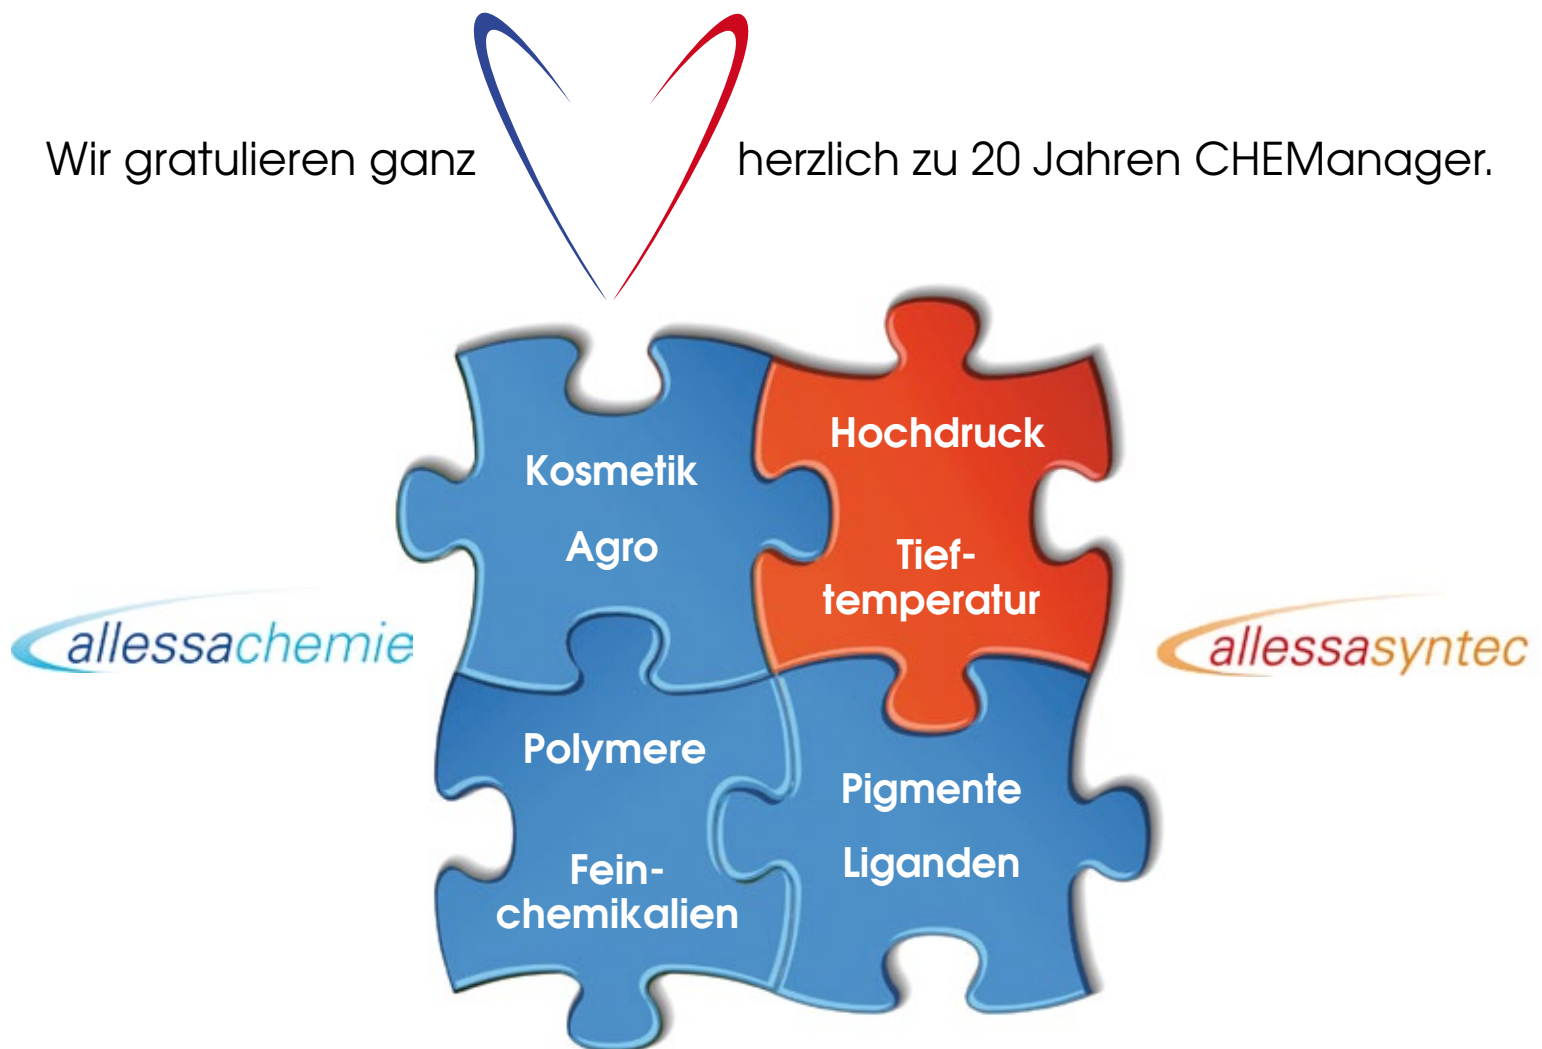 Wir gratulieren ganz herzlich zu 20 Jahren CHEManager.
Kosmetik
Agro
Hochdruck
Tief-
temperatur
allessachemie
allessasyntec
Polymere
Fein-
chemikalien
Pigmente
Liganden